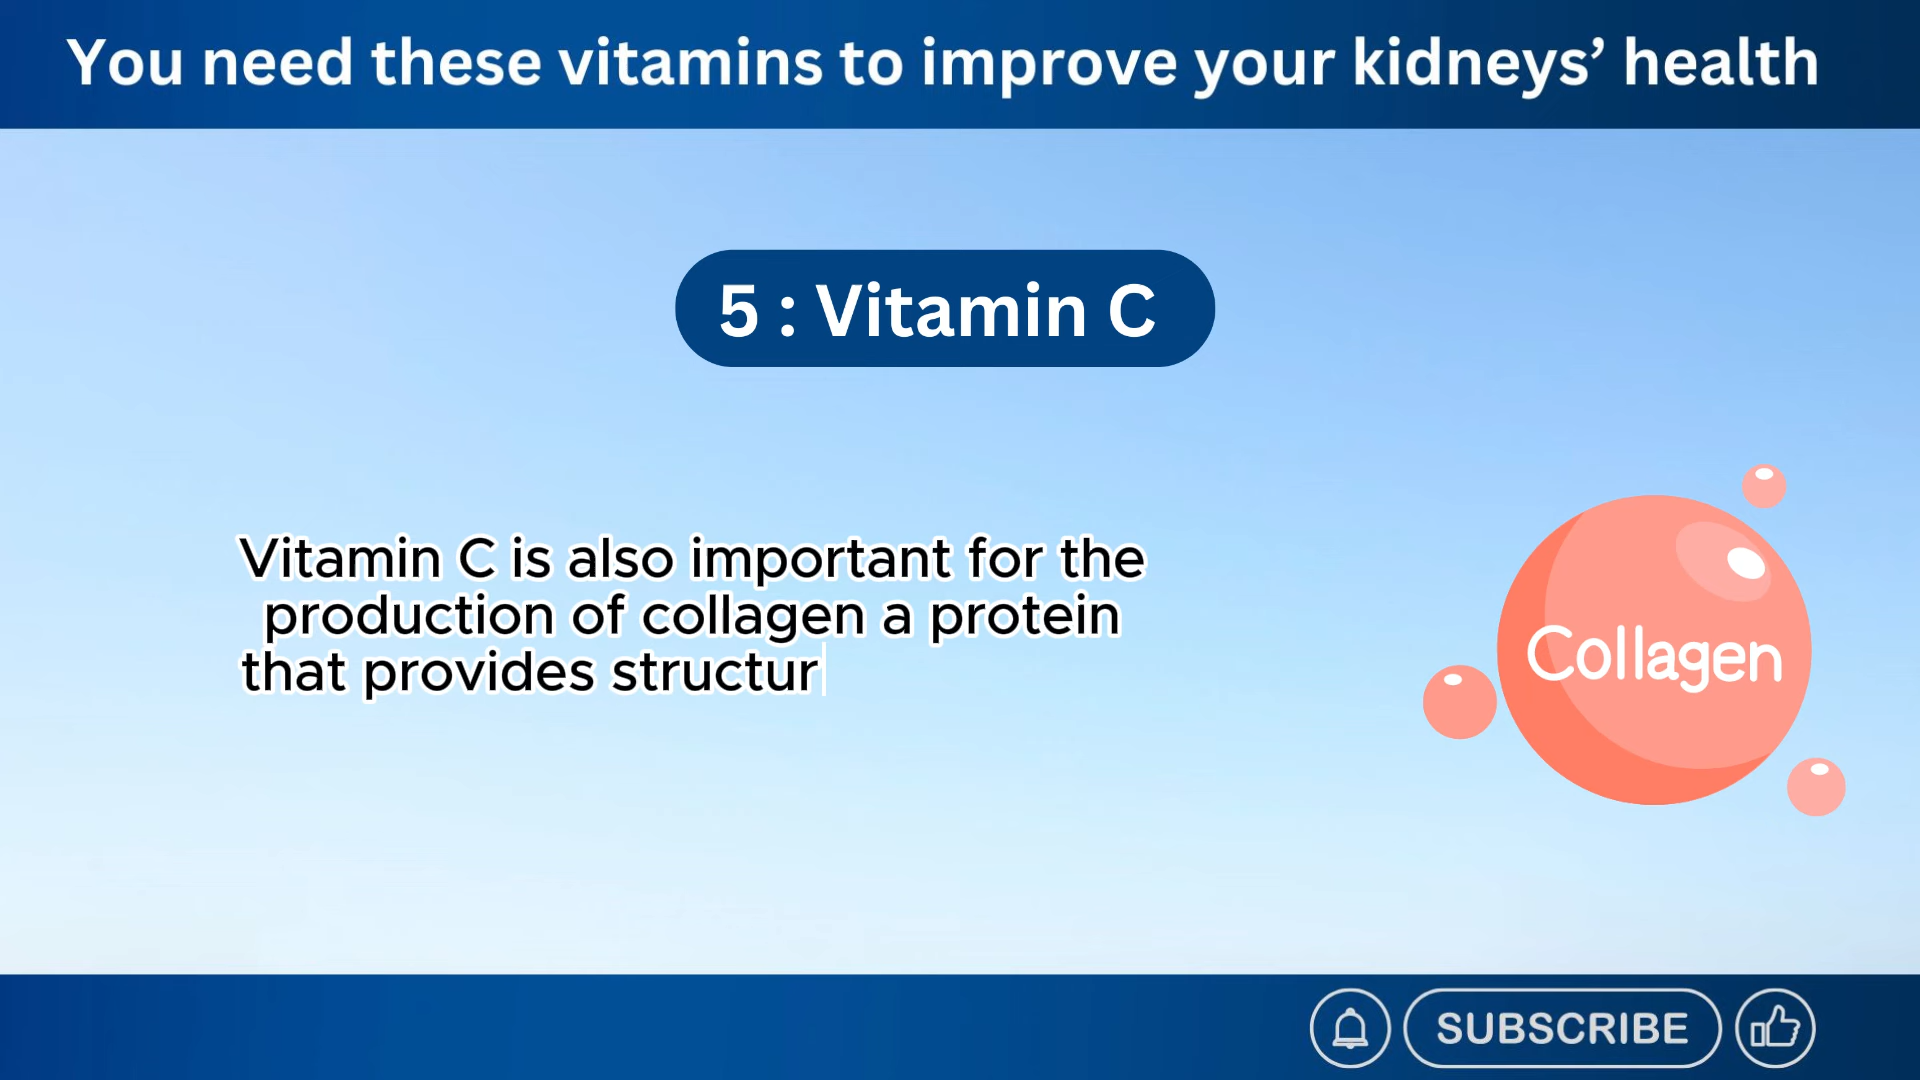 You need these vitamins to improve your kidneys’ health
5 : Vitamin C
Vitamin C is also important for the
production of collagen a protein
that provides structur
Collagen
SUBSCRIBE